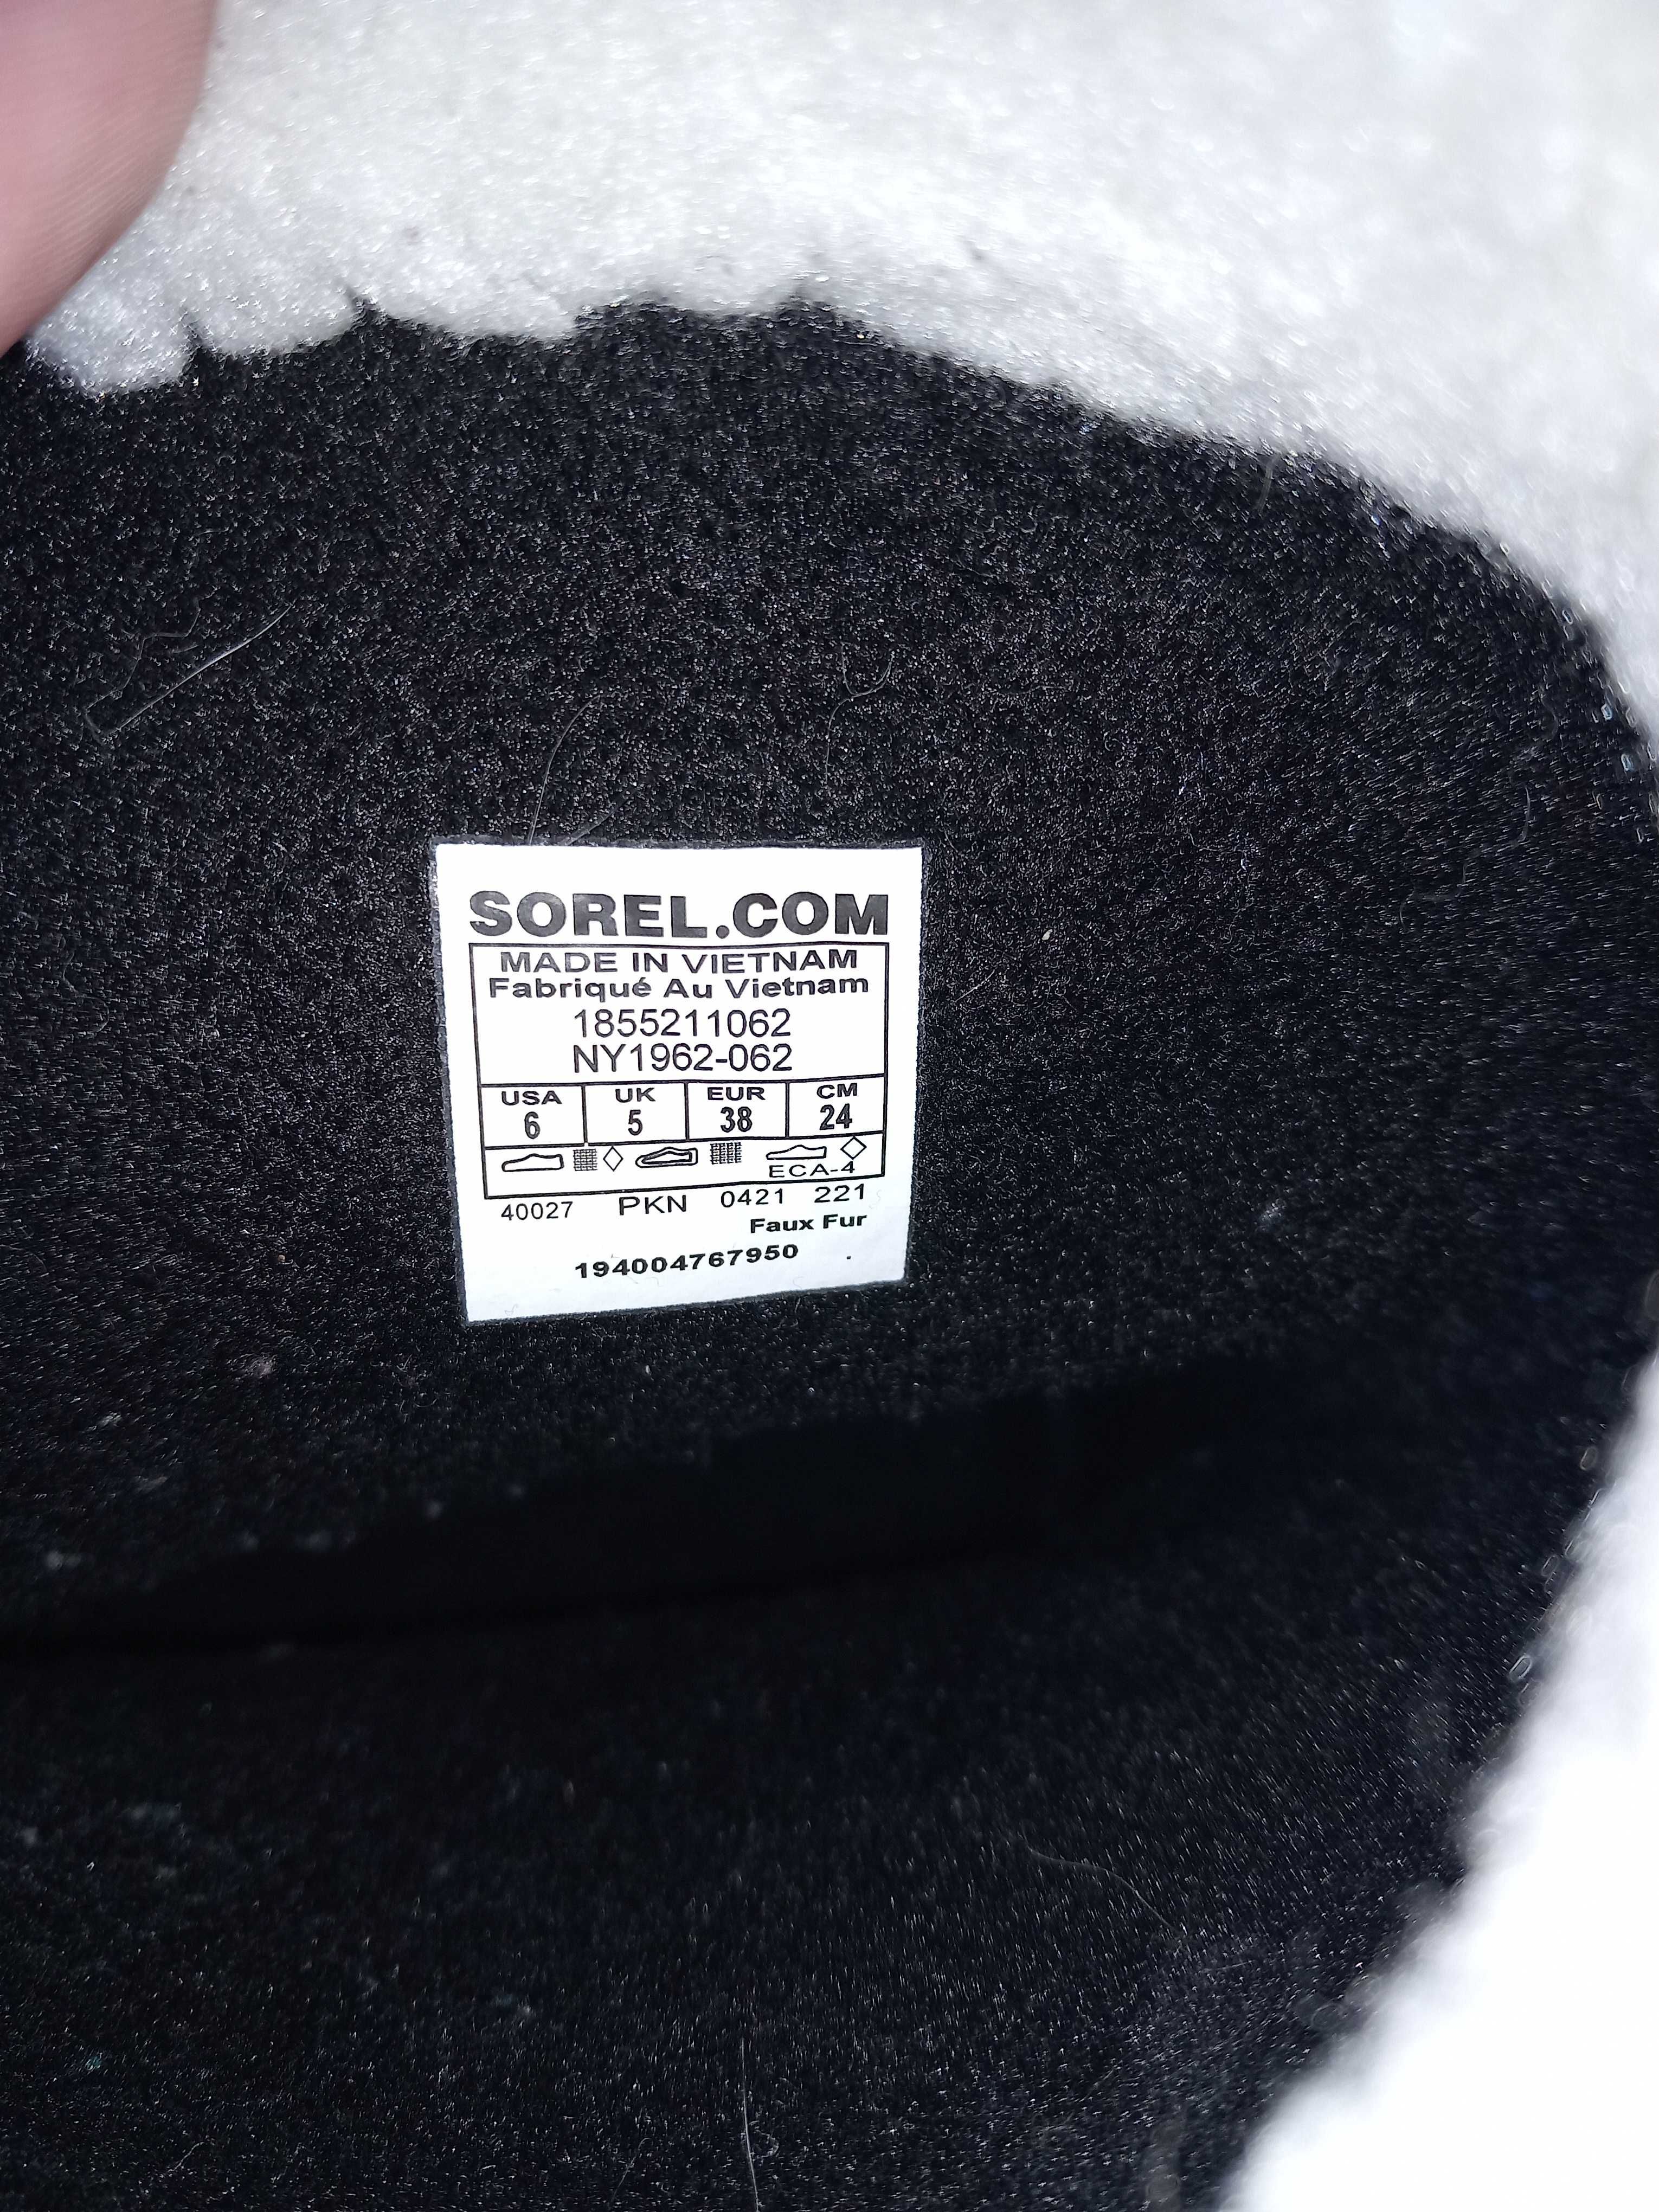 SOREL.COM
MADE IN VIETNAM
Fabriqué Au Vietnam
1855211062
NY1962-062
USA UK EUR CM
6 5 38 24
ECA-4
40027 PKN 0421 221
Faux Fur
194004767950 .